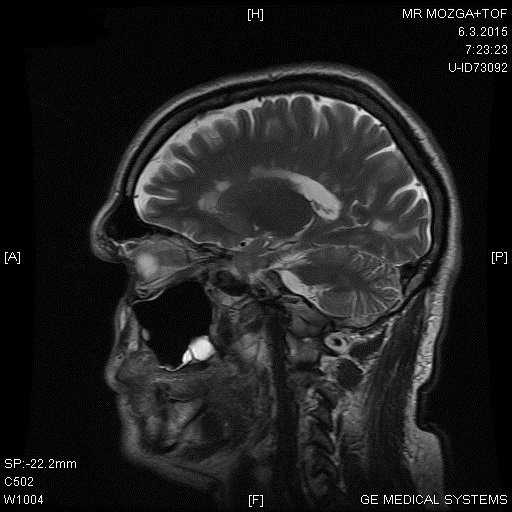 [H]
MR MOZGA+TOF
6.3.2015
7:23:23
U-ID73092
[A]
[P]
SP:-22.2mm
C502
W1004
[F]
GE MEDICAL SYSTEMS